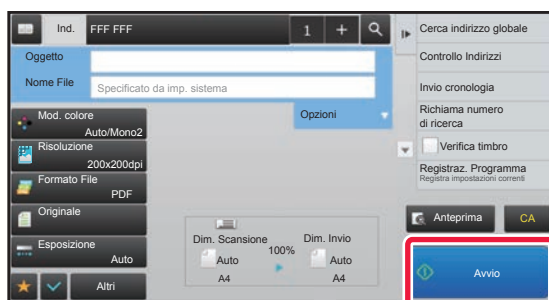 Ind.
FFF FFF
1
+
Oggetto
Nome File
Specificato da imp. sistema
Opzioni
Mod. colore
Auto/Mono2
Risoluzione
200x200dpi
Formato File
PDF
Originale
Esposizione
Auto
Altri
Dim. Scansione
100%
Dim. Invio
Auto
Auto
A4
A4
Cerca indirizzo globale
Controllo Indirizzi
Invio cronologia
Richiama numero
di ricerca
Verifica timbro
Registraz. Programma
Registra impostazioni correnti
Anteprima
CA
Avvio